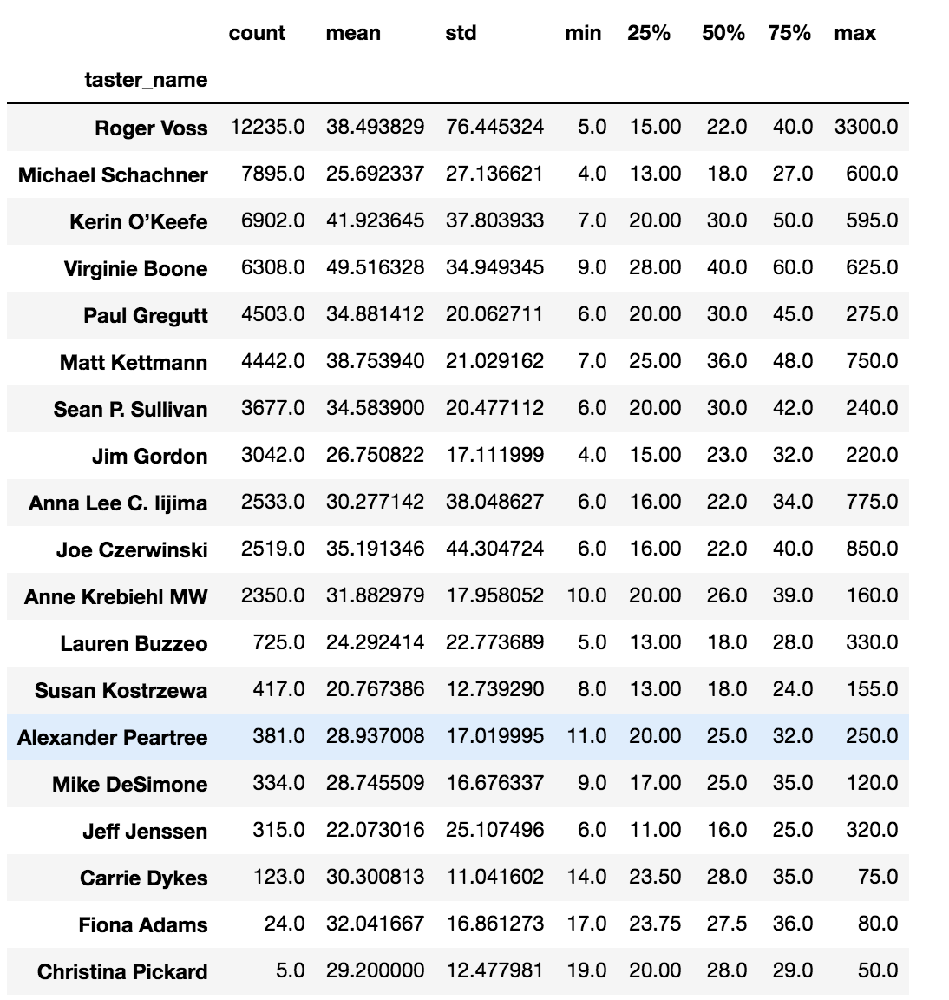 count mean std min 25% 50% 75% max
taster_name
Roger Voss 12235.0 38.493829 76.445324 5.0 15.00 22.0 40.0 3300.0
Michael Schachner 7895.0 25.692337 27.136621 4.0 13.00 18.0 27.0 600.0
Kerin O’Keefe 6902.0 41.923645 37.803933 7.0 20.00 30.0 50.0 595.0
Virginie Boone 6308.0 49.516328 34.949345 9.0 28.00 40.0 60.0 625.0
Paul Gregutt 4503.0 34.881412 20.062711 6.0 20.00 30.0 45.0 275.0
Matt Kettmann 4442.0 38.753940 21.029162 7.0 25.00 36.0 48.0 750.0
Sean P. Sullivan 3677.0 34.583900 20.477112 6.0 20.00 30.0 42.0 240.0
Jim Gordon 3042.0 26.750822 17.111999 4.0 15.00 23.0 32.0 220.0
Anna Lee C. Iijima 2533.0 30.277142 38.048627 6.0 16.00 22.0 34.0 775.0
Joe Czerwinski 2519.0 35.191346 44.304724 6.0 16.00 22.0 40.0 850.0
Anne Krebiehl MW 2350.0 31.882979 17.958052 10.0 20.00 26.0 39.0 160.0
Lauren Buzzeo 725.0 24.292414 22.773689 5.0 13.00 18.0 28.0 330.0
Susan Kostrzewa 417.0 20.767386 12.739290 8.0 13.00 18.0 24.0 155.0
Alexander Peartree 381.0 28.937008 17.019995 11.0 20.00 25.0 32.0 250.0
Mike DeSimone 334.0 28.745509 16.676337 9.0 17.00 25.0 35.0 120.0
Jeff Jenssen 315.0 22.073016 25.107496 6.0 11.00 16.0 25.0 320.0
Carrie Dykes 123.0 30.300813 11.041602 14.0 23.50 28.0 35.0 75.0
Fiona Adams 24.0 32.041667 16.861273 17.0 23.75 27.5 36.0 80.0
Christina Pickard 5.0 29.200000 12.477981 19.0 20.00 28.0 29.0 50.0